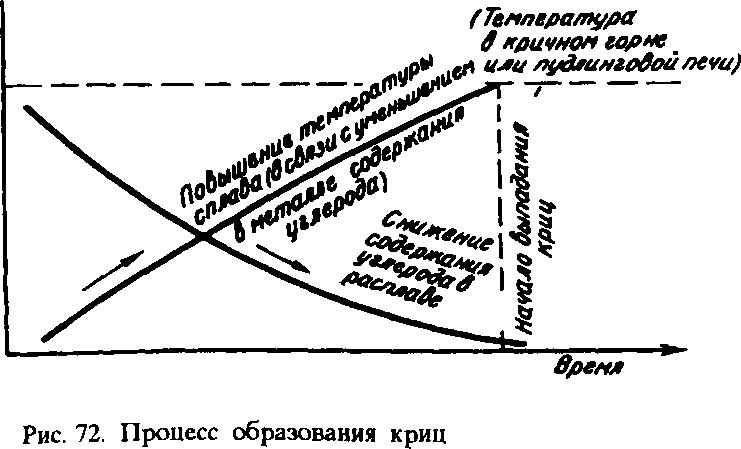 (Температура
в кричном горне
или пудлинговой печи)
Повышение температуры
сплава (в связи с уменьшением
в металле содержания
углерода)
Снижение
содержания
углерода в
расплаве
Начало выпадания
криц
Время
Рис. 72. Процесс образования криц